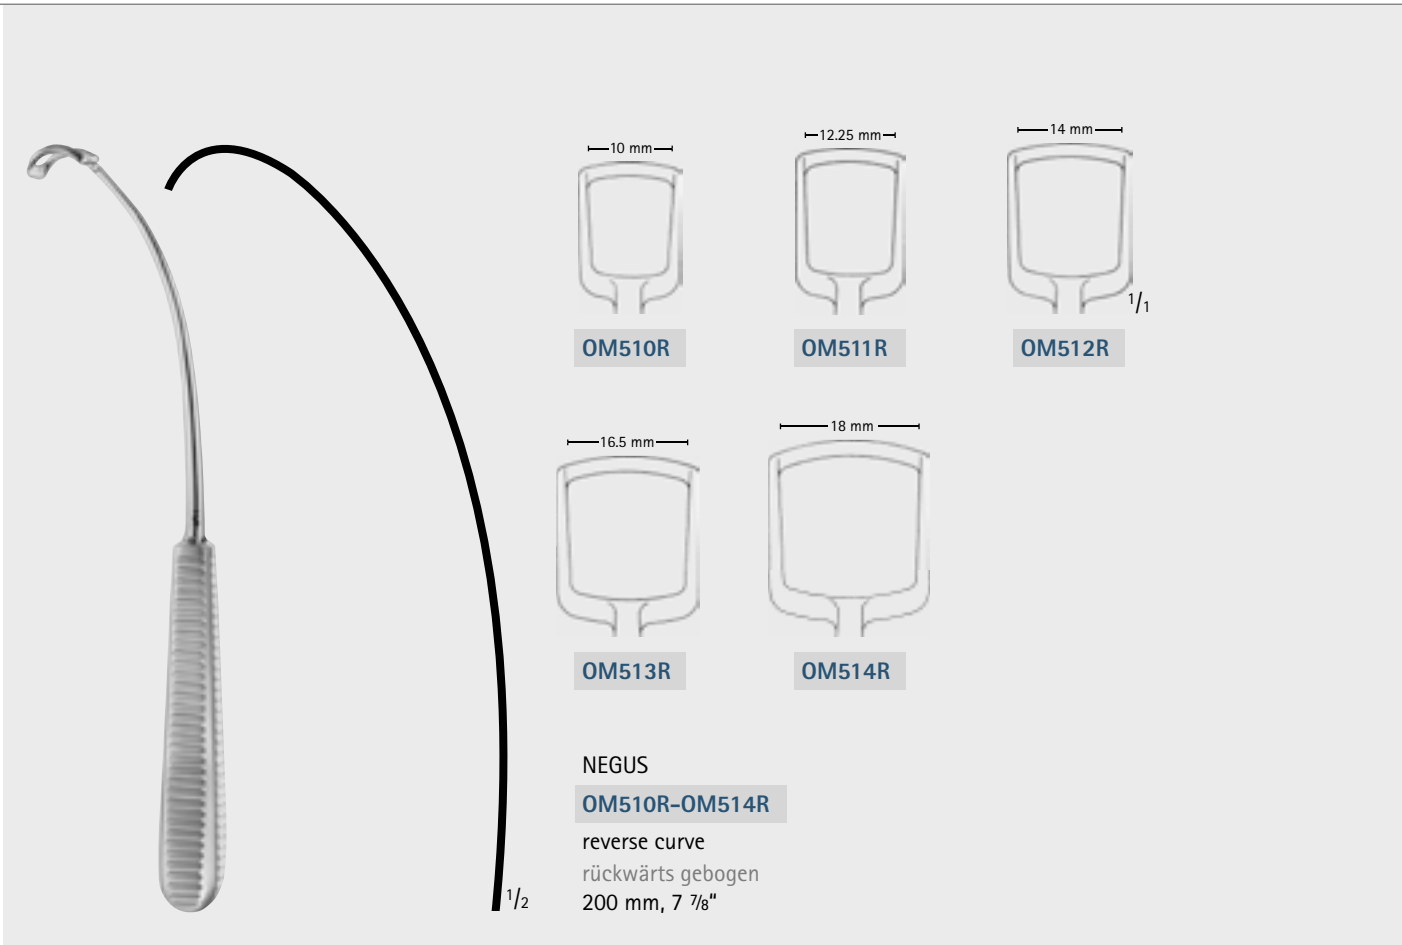 10 mm
12.25 mm
14 mm
1/1
OM510R
OM511R
OM512R
16.5 mm
18 mm
OM513R
OM514R
NEGUS
OM510R-OM514R
reverse curve
rückwärts gebogen
200 mm, 7 7/8"
1/2